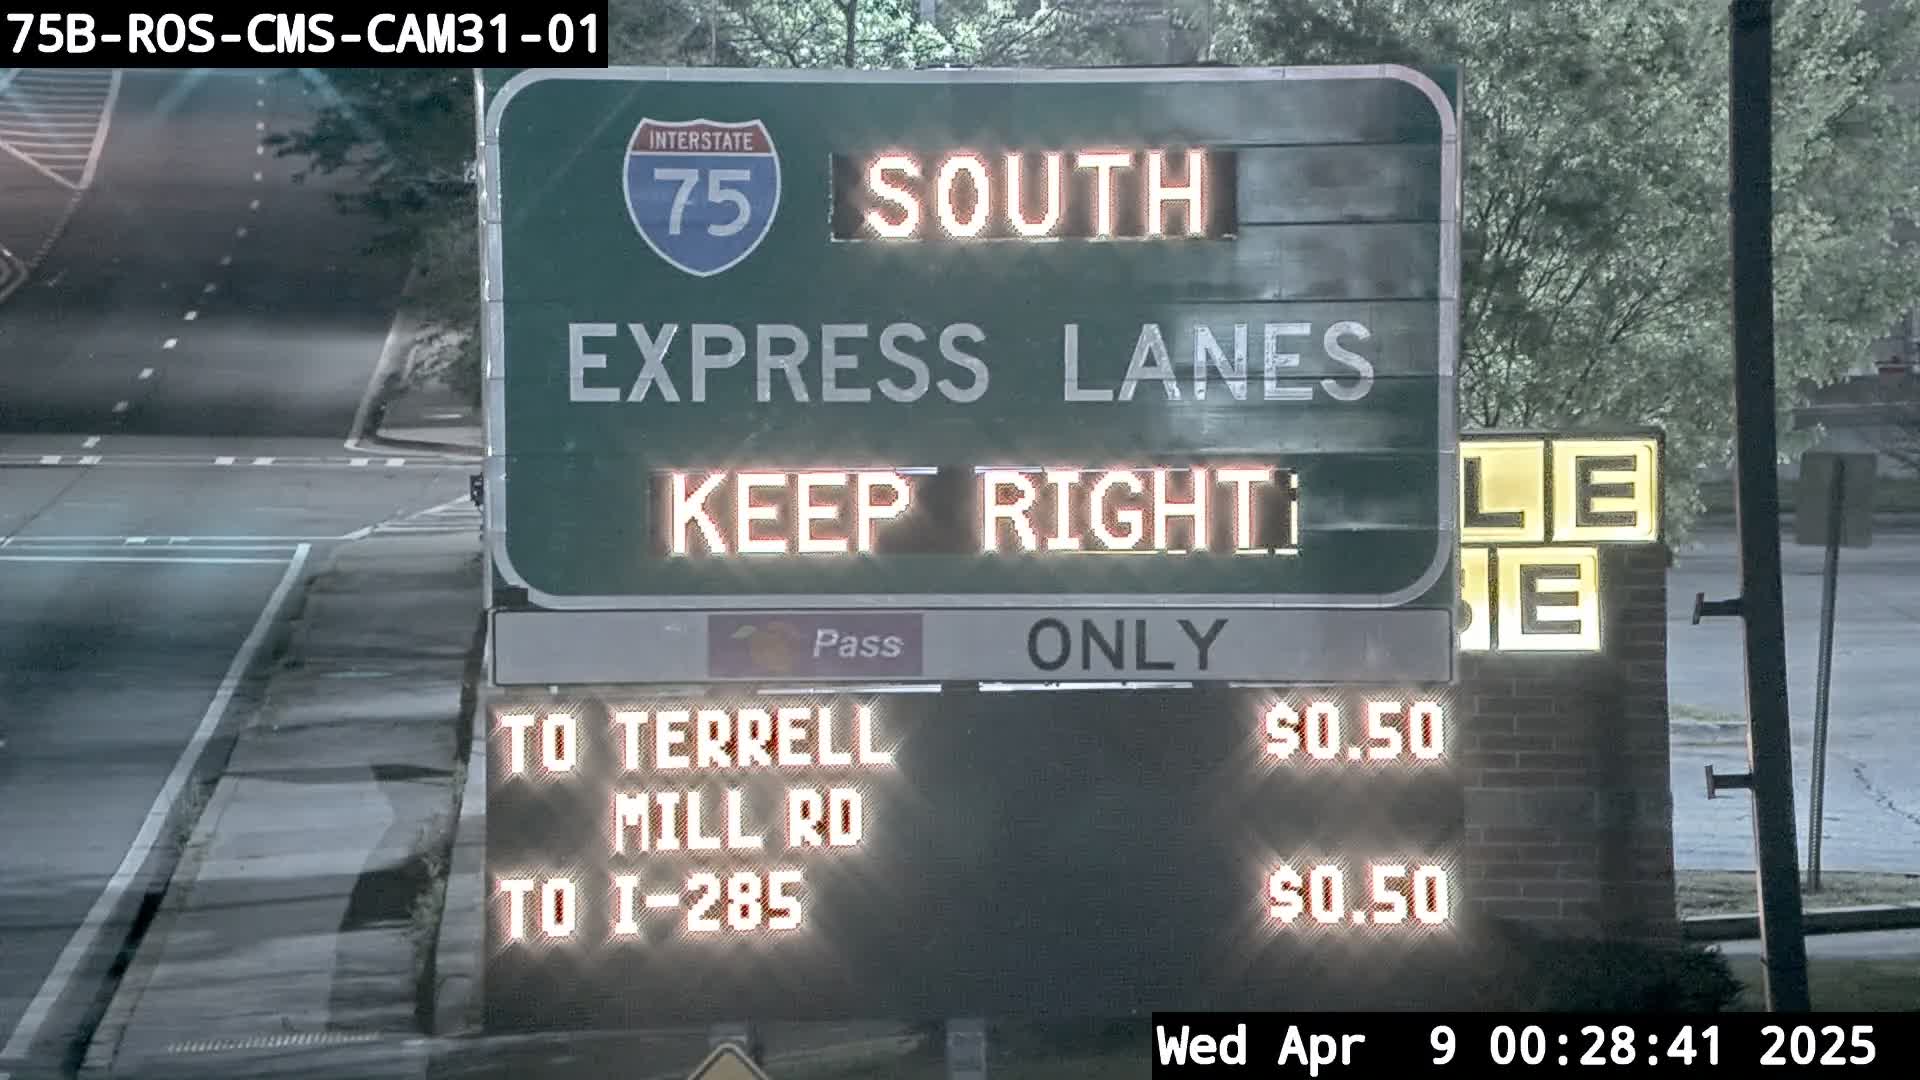 75B-ROS-CMS-CAM31-01
INTERSTATE
75
SOUTH
EXPRESS LANES
KEEP RIGHT
Pass ONLY
TO TERRELL $0.50
MILL RD
TO I-285 $0.50
LE
E
Wed Apr 9 00:28:41 2025